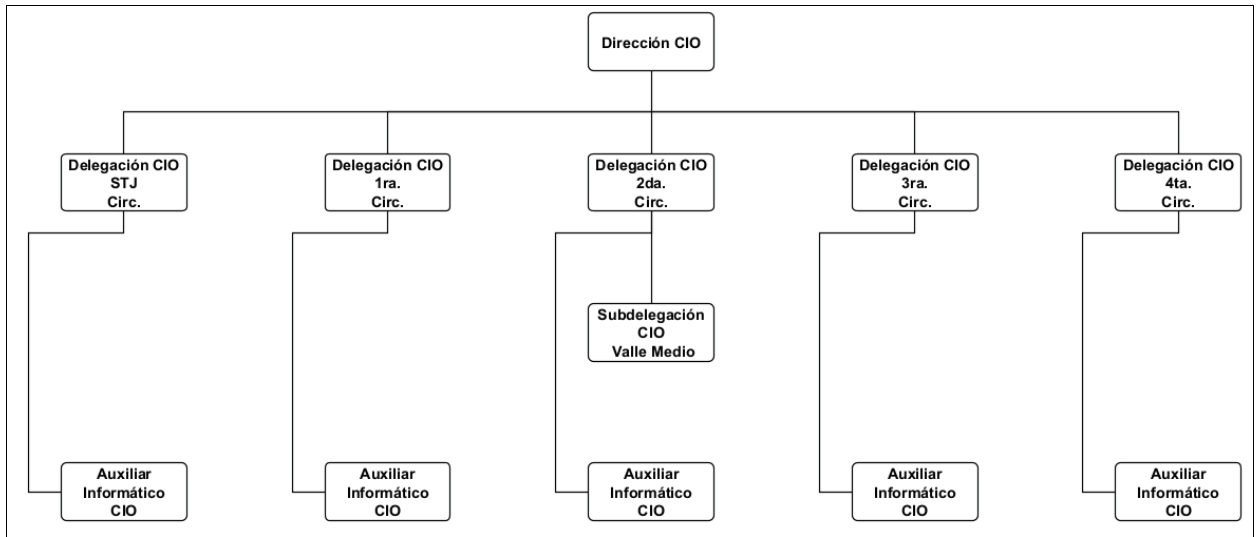 Dirección CIO
Delegación CIO
STJ
Circ.
Delegación CIO
1ra.
Circ.
Delegación CIO
2da.
Circ.
Delegación CIO
3ra.
Circ.
Delegación CIO
4ta.
Circ.
Subdelegación
CIO
Valle Medio
Auxiliar
Informático
CIO
Auxiliar
Informático
CIO
Auxiliar
Informático
CIO
Auxiliar
Informático
CIO
Auxiliar
Informático
CIO